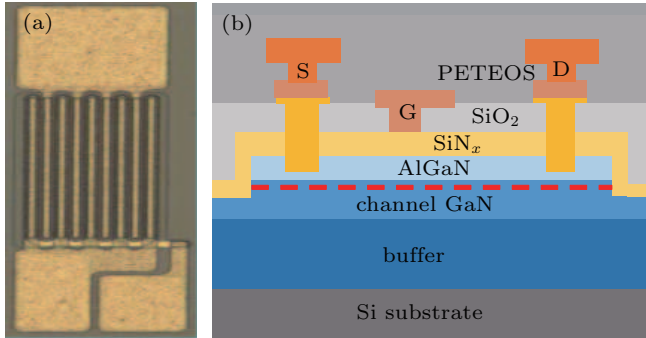 (a)
(b)
S
D
PETEOS
G
SiO₂
SiNₓ
AlGaN
channel GaN
buffer
Si substrate